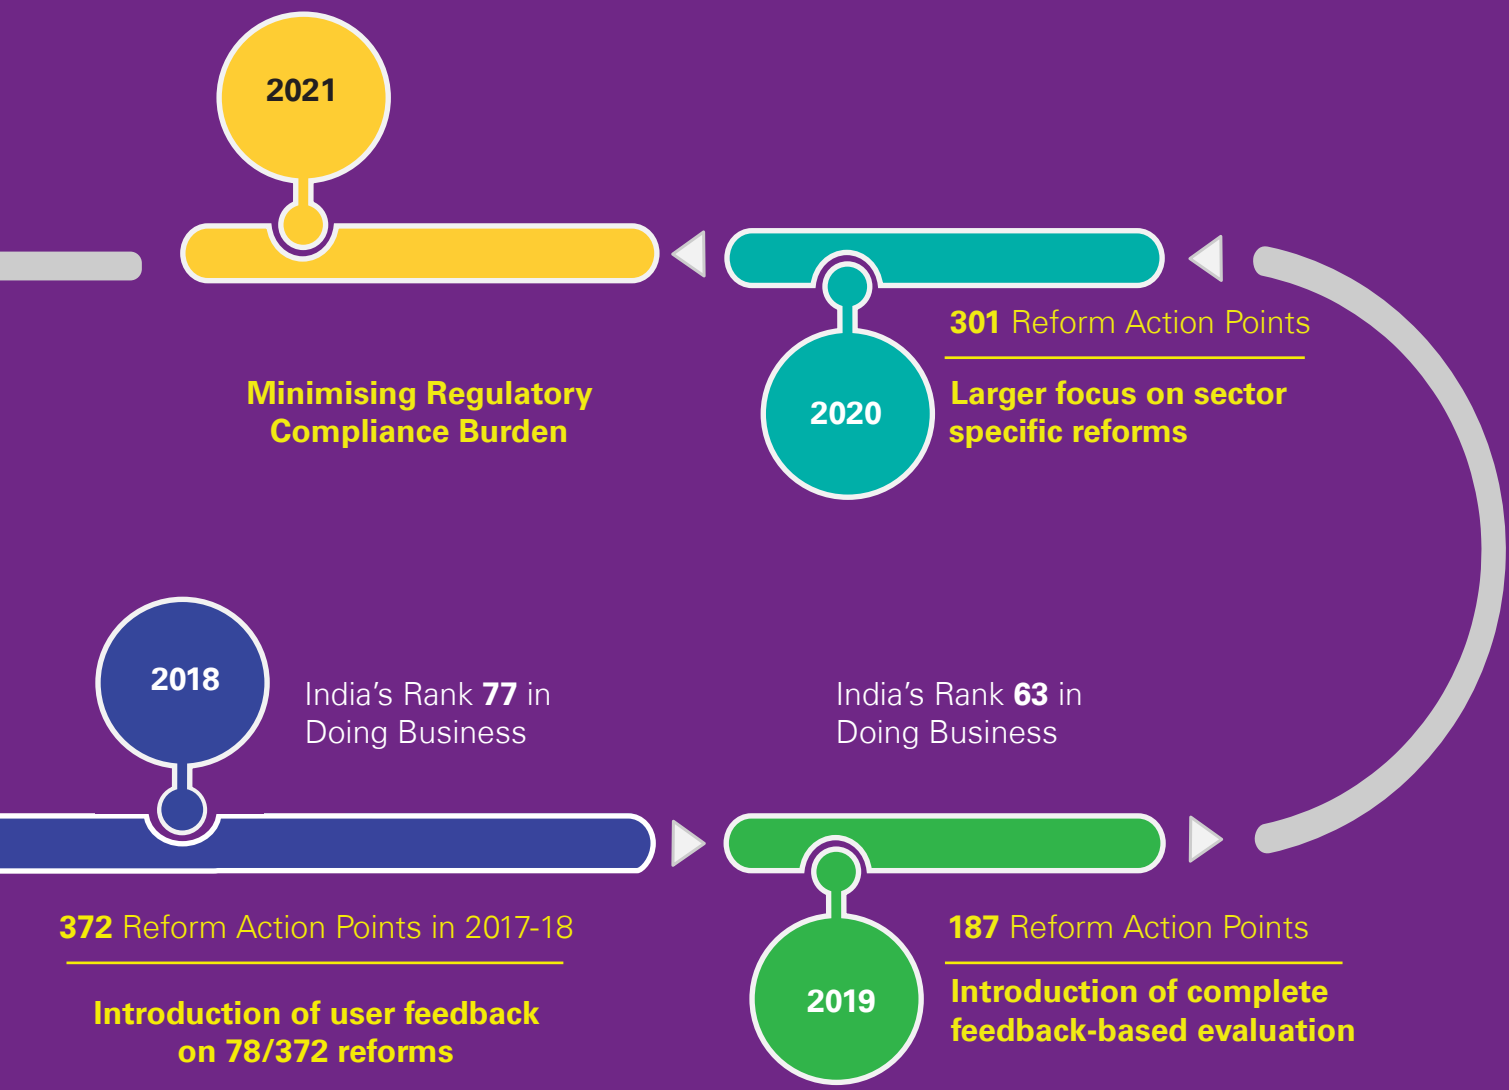 2021
301 Reform Action Points
Minimising Regulatory
Compliance Burden
2020
Larger focus on sector
specific reforms
2018
India’s Rank 77 in
Doing Business
India’s Rank 63 in
Doing Business
372 Reform Action Points in 2017-18
Introduction of user feedback
on 78/372 reforms
2019
187 Reform Action Points
Introduction of complete
feedback-based evaluation